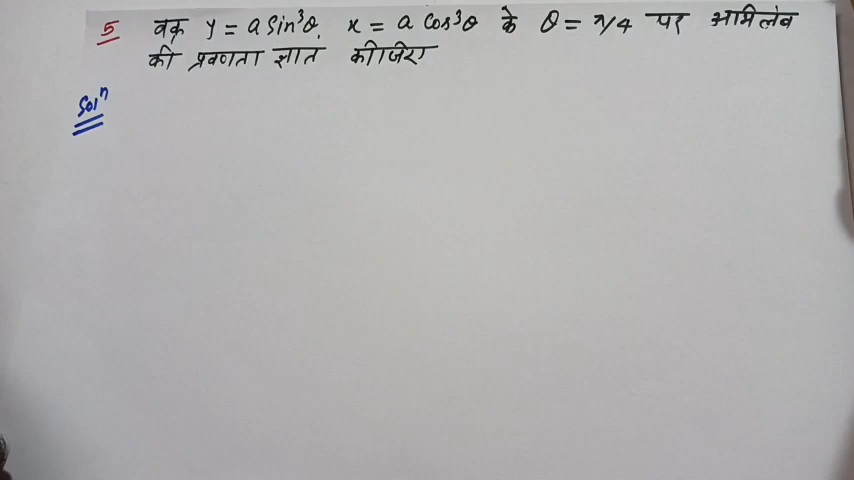 5 वक्र y = a sin³θ, x = a cos³θ के θ = π/4 पर अभिलंब
की प्रवणता ज्ञात कीजिए
Solⁿ